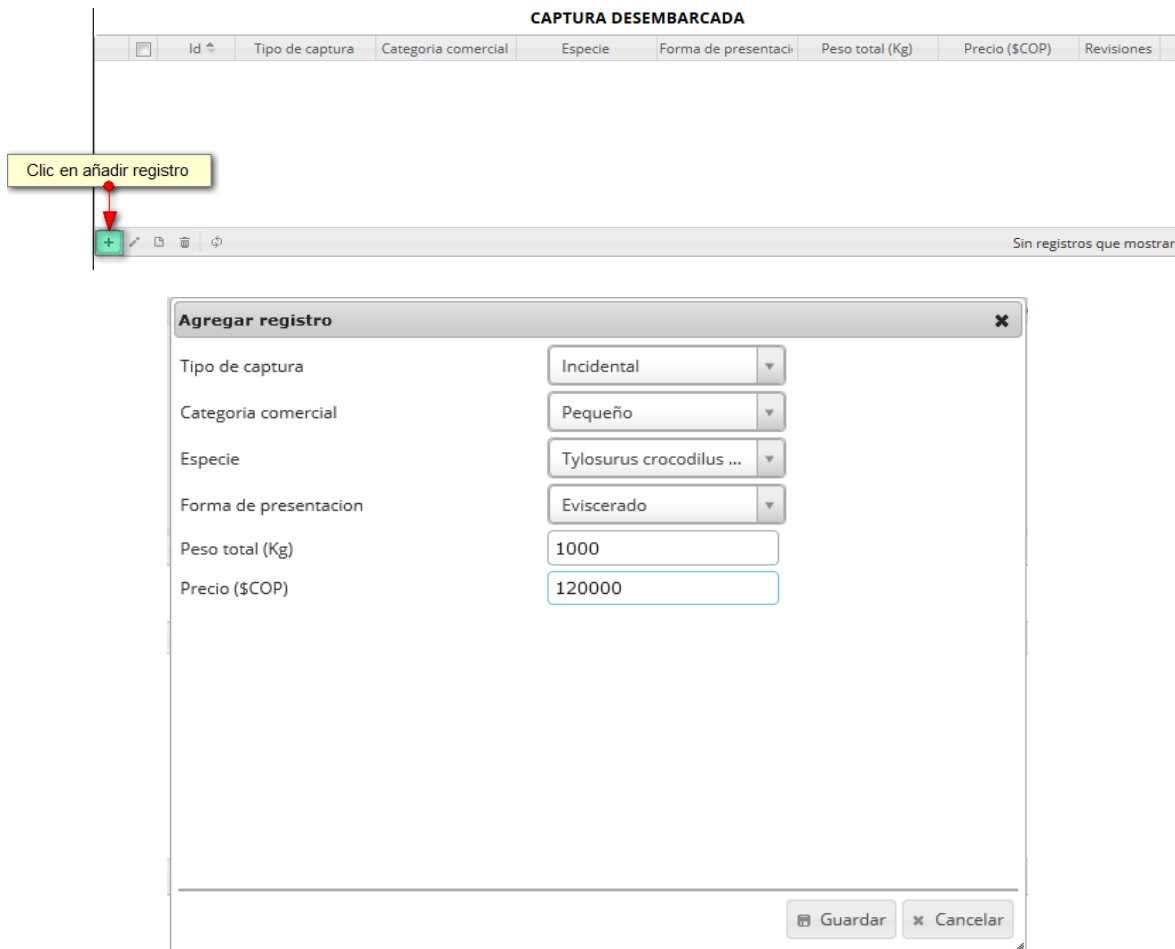 CAPTURA DESEMBARCADA
Id Tipo de captura Categoria comercial Especie Forma de presentaci Peso total (Kg) Precio ($COP) Revisiones
Clic en añadir registro
Sin registros que mostrar
Agregar registro
Tipo de captura Incidental
Categoria comercial Pequeño
Especie Tylosurus crocodilus ...
Forma de presentacion Eviscerado
Peso total (Kg) 1000
Precio ($COP) 120000
Guardar Cancelar